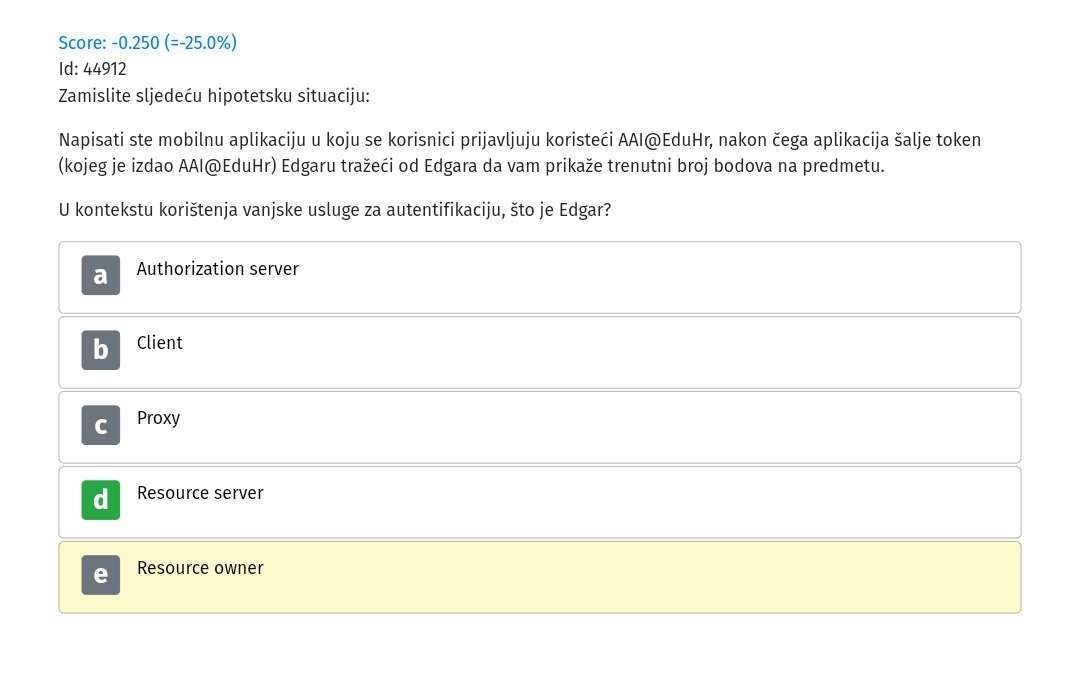 Score: -0.250 (=-25.0%)
Id: 44912
Zamislite sljedeću hipotetsku situaciju:
Napisati ste mobilnu aplikaciju u koju se korisnici prijavljuju koristeći AAI@EduHr, nakon čega aplikacija šalje token
(kojeg je izdao AAI@EduHr) Edgaru tražeći od Edgara da vam prikaže trenutni broj bodova na predmetu.
U kontekstu korištenja vanjske usluge za autentifikaciju, što je Edgar?
a Authorization server
b Client
c Proxy
d Resource server
e Resource owner